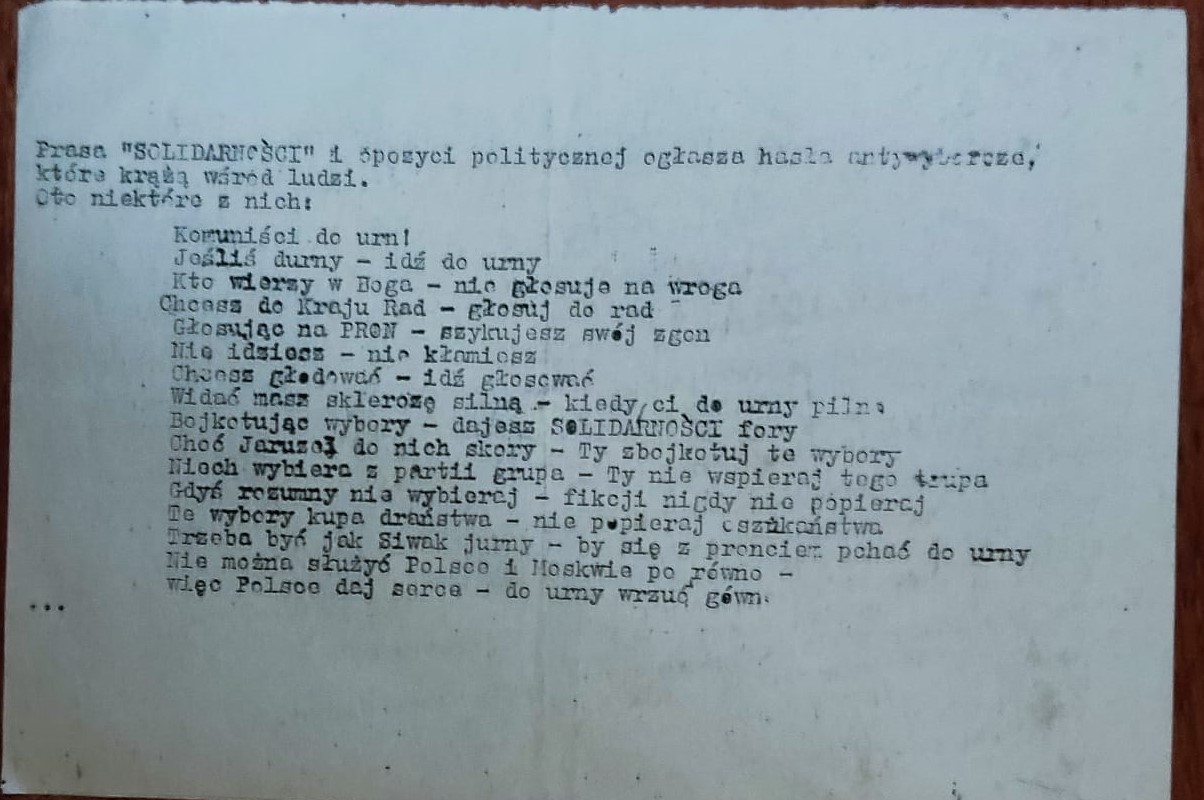 Prasa "SOLIDARNOŚCI" i opozyci politycznej ogłasza hasła antywyborcze,
które krążą wśród ludzi.
Oto niektóre z nich:
Komuniści do urn!
Jeśliś durny - idź do urny
Kto wierzy w Boga - nie głosuje na wroga
Chcesz do Kraju Rad - głosuj do rad
Głosując na PRON - szykujesz swój zgon
Nie idziesz - nie kłamiesz
Chcesz głodować - idź głosować
Widać masz sklerozę silną - kiedy ci do urny pilno
Bojkotując wybory - dajesz SOLIDARNOŚCI fory
Choć Jaruzel do nich skory - Ty zbojkotuj te wybory
Niech wybiera z partii grupa - Ty nie wspieraj tego trupa
Gdyś rozumny nie wybieraj - fikcji nigdy nie popieraj
Te wybory kupa draństwa - nie popieraj oszukaństwa
Trzeba być jak Siwak jurny - by się z pronciem pchać do urny
Nie można służyć Polsce i Moskwie po równo -
więc Polsce daj serce - do urny wrzuć gówno
...